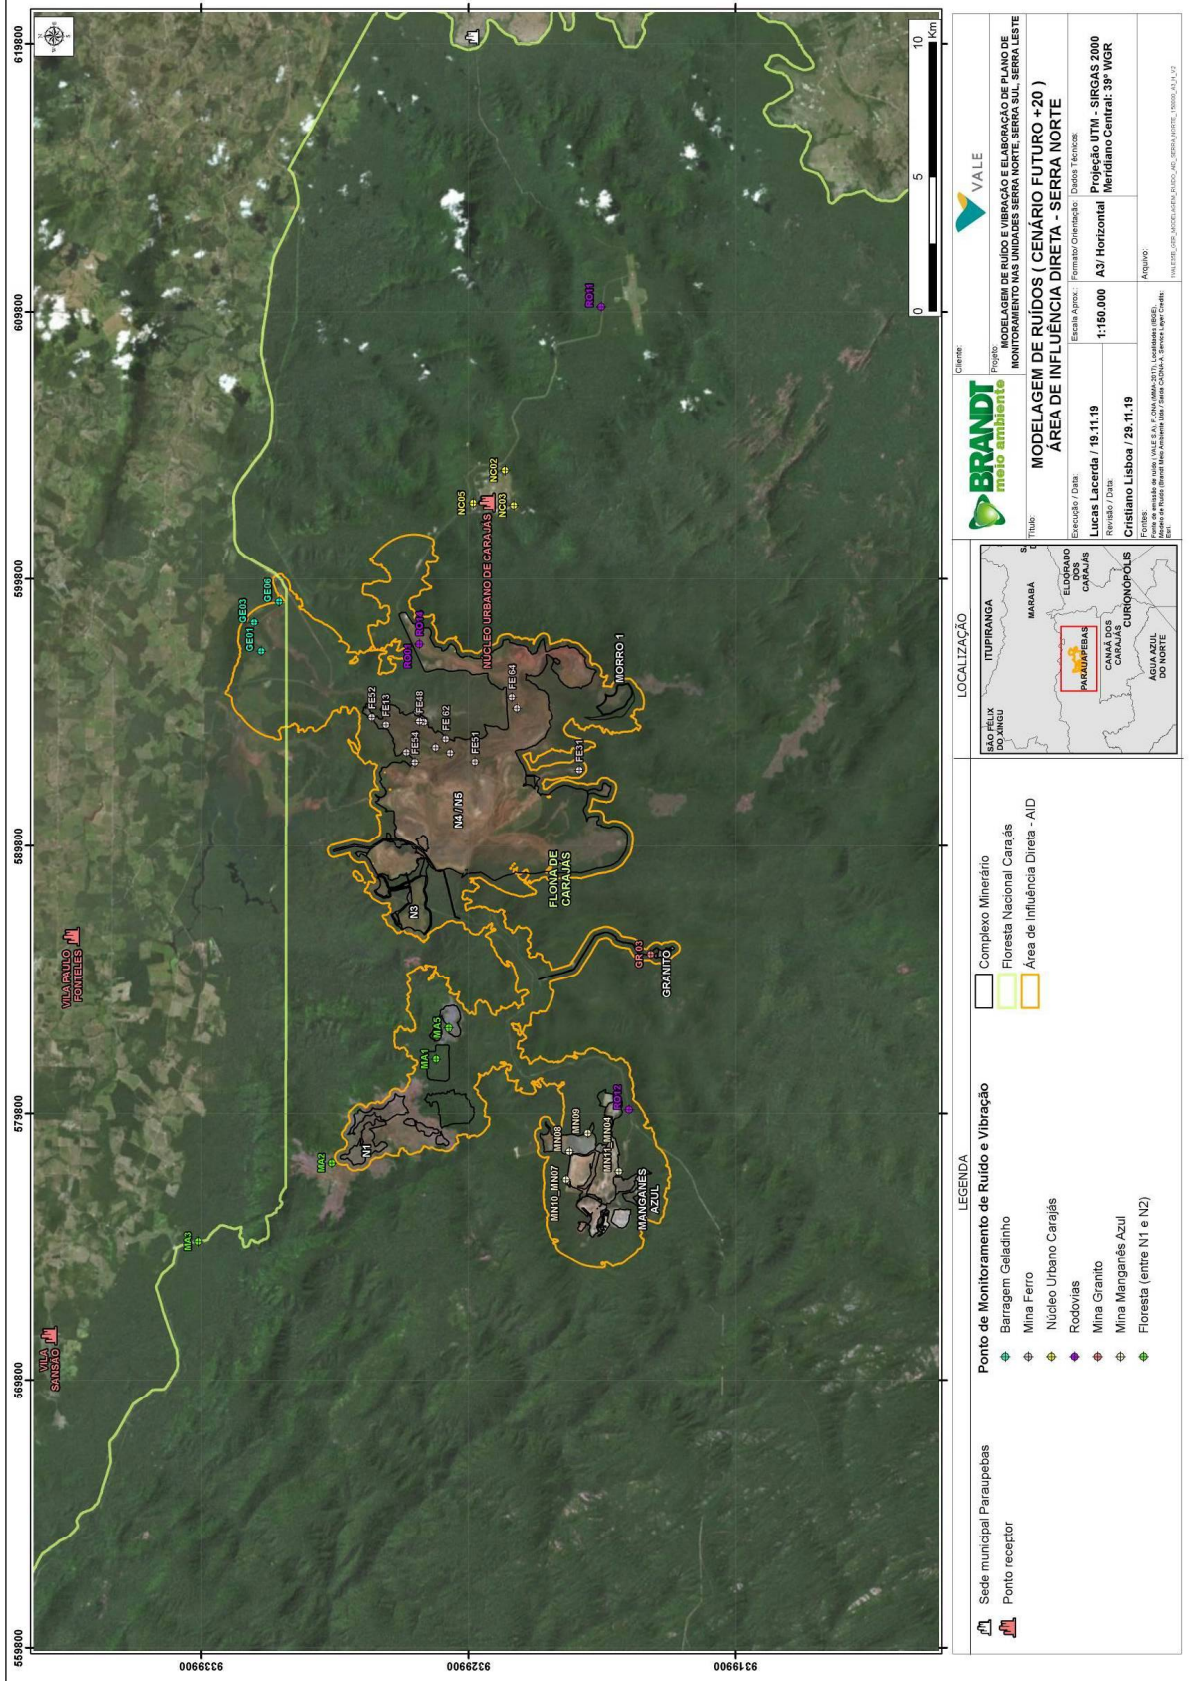 559800
569800
579800
589800
599800
609800
619800
9339900
9329900
9319900
VILA
SANSÃO
VILA PAULO
FONTELES
MA3
MA2
N1
MA1
MA5
N3
GE01
GE03
GE06
FE52
FE13
FE54
FE48
FE 62
FE51
FE 64
FE31
N4 / N5
RO01
RO14
NÚCLEO URBANO DE CARAJÁS
NC05
NC02
NC03
RO11
MORRO 1
FLONA DE
CARAJÁS
GR 03
GRANITO
MN10_MN07
MN08
MN09
MN11_MN04
RO12
MANGANÊS
AZUL
0 5 10
Km
LEGENDA
Sede municipal Paraupebas
Ponto receptor
Ponto de Monitoramento de Ruído e Vibração
Barragem Geladinho
Mina Ferro
Núcleo Urbano Carajás
Rodovias
Mina Granito
Mina Manganês Azul
Floresta (entre N1 e N2)
Complexo Minerário
Floresta Nacional Carajás
Área de Influência Direta - AID
LOCALIZAÇÃO
SÃO FÉLIX
DO XINGU
ITUPIRANGA
MARABÁ
PARAUAPEBAS
ELDORADO
DOS
CARAJÁS
CURIONÓPOLIS
CANAÃ DOS
CARAJÁS
ÁGUA AZUL
DO NORTE
BRANDT
meio ambiente
Cliente:
VALE
Projeto:
MODELAGEM DE RUÍDO E VIBRAÇÃO E ELABORAÇÃO DE PLANO DE
MONITORAMENTO NAS UNIDADES SERRA NORTE, SERRA SUL, SERRA LESTE
Título:
MODELAGEM DE RUÍDOS ( CENÁRIO FUTURO +20 )
ÁREA DE INFLUÊNCIA DIRETA - SERRA NORTE
Execução / Data:
Lucas Lacerda / 19.11.19
Revisão / Data:
Cristiano Lisboa / 29.11.19
Escala Aprox.:
1:150.000
Formato/ Orientação:
A3/ Horizontal
Dados Técnicos:
Projeção UTM - SIRGAS 2000
Meridiano Central: 39º WGR
Fontes:
Arquivo: